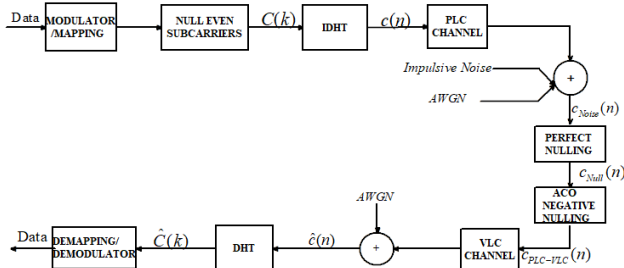 Data
MODULATOR
/MAPPING
NULL EVEN
SUBCARRIERS
C(k)
IDHT
c(n)
PLC
CHANNEL
Impulsive Noise
+
AWGN
c_Noise(n)
PERFECT
NULLING
c_Null(n)
ACO
NEGATIVE
NULLING
c_PLC-VLC(n)
VLC
CHANNEL
AWGN
+
ĉ(n)
DHT
Ĉ(k)
DEMAPPING/
DEMODULATOR
Data